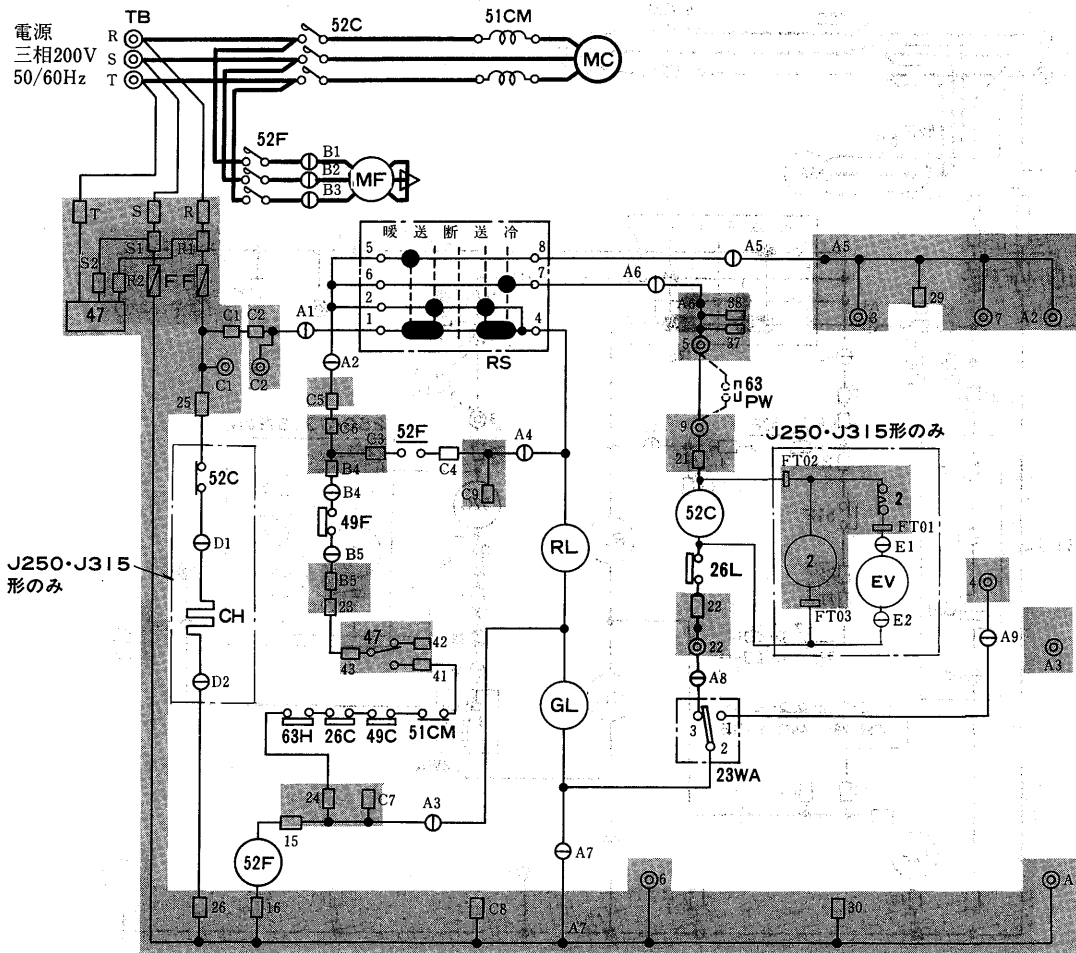 TB
電源
三相200V
50/60Hz
R
S
T
52C
51CM
MC
52F
B1
B2
B3
MF
T
S
R
S1
R1
S2
R2
F
F
47
暖 送 断 送 冷
5
6
2
1
8
7
4
RS
A5
A5
A6
A6
38
37
5
3
29
7
A2
C1
C2
A1
C1
C2
A2
25
C5
C6
C3
52F
C4
A4
C9
63
PW
9
21
J250・J315形のみ
FT02
2
FT01
E1
2
EV
FT03
E2
52C
26L
22
22
A8
3
1
2
23WA
4
A9
A3
B4
B4
49F
B5
B5
23
52C
D1
J250・J315
形のみ
CH
D2
47
42
43
41
63H
26C
49C
51CM
RL
GL
24
C7
A3
15
52F
A7
26
16
C8
A7
6
30
A